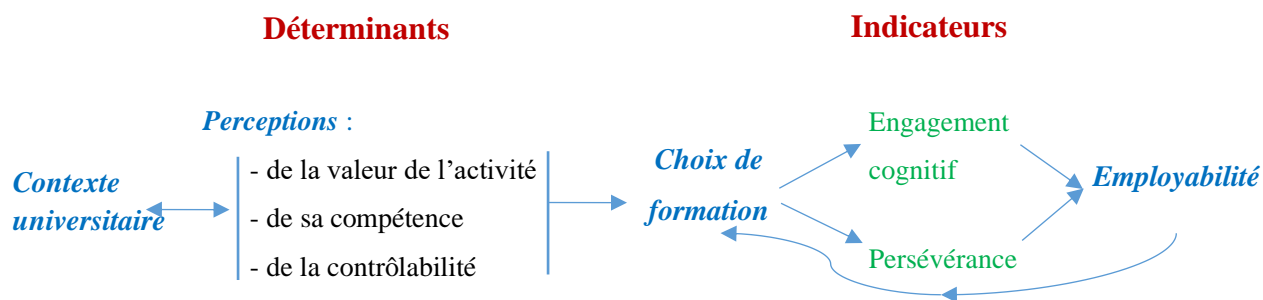 Déterminants
Indicateurs
Perceptions :
- de la valeur de l’activité
- de sa compétence
- de la contrôlabilité
Contexte
universitaire
Choix de
formation
Engagement
cognitif
Persévérance
Employabilité